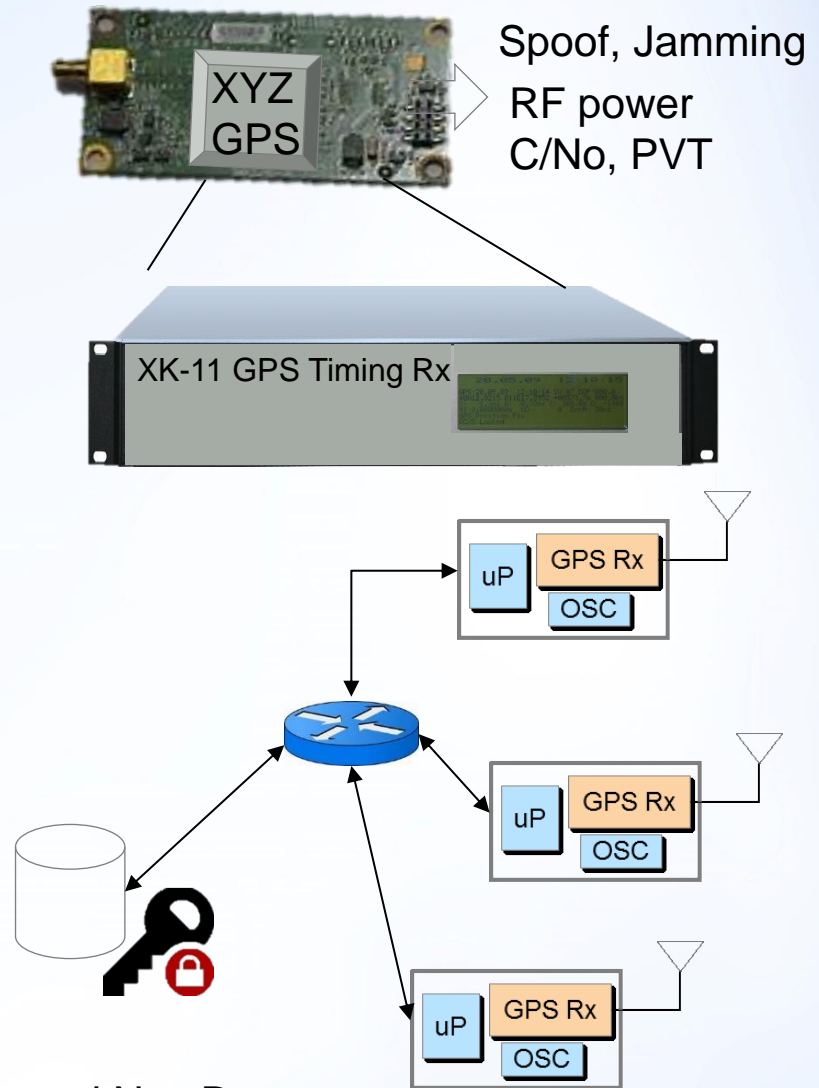 Spoof, Jamming
XYZ
GPS
RF power
C/No, PVT
XK-11 GPS Timing Rx
uP
GPS Rx
OSC
uP
GPS Rx
OSC
uP
GPS Rx
OSC